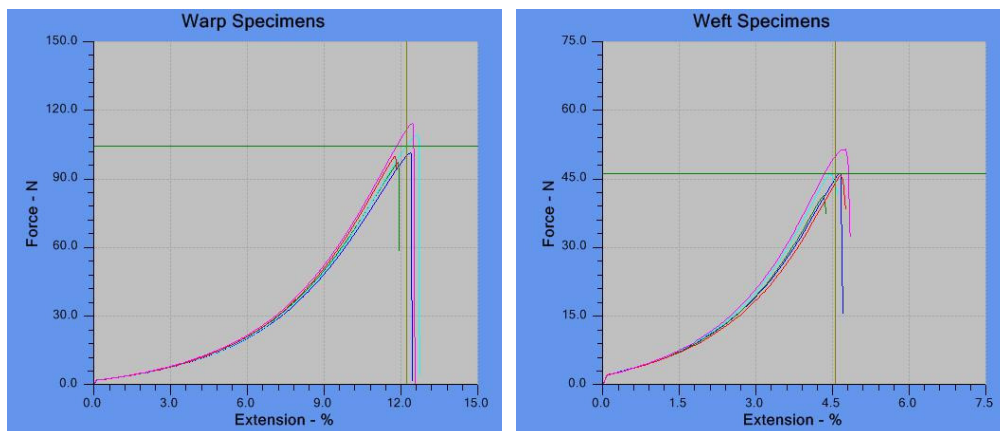 Warp Specimens
150.0
120.0
90.0
60.0
30.0
0.0
Force - N
0.0 3.0 6.0 9.0 12.0 15.0
Extension - %
Weft Specimens
75.0
60.0
45.0
30.0
15.0
0.0
Force - N
0.0 1.5 3.0 4.5 6.0 7.5
Extension - %